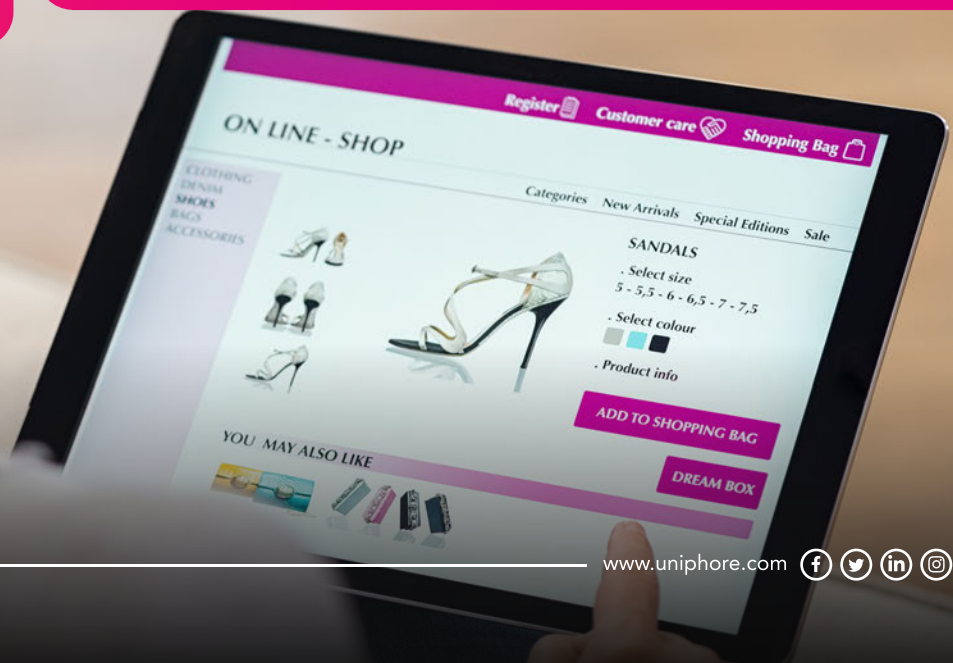 Register
Customer care
Shopping Bag
ON LINE - SHOP
CLOTHING
DENIM
SHOES
BAGS
ACCESSORIES
Categories New Arrivals Special Editions Sale
SANDALS
. Select size
5 - 5,5 - 6 - 6,5 - 7 - 7,5
. Select colour
. Product info
ADD TO SHOPPING BAG
DREAM BOX
YOU MAY ALSO LIKE
www.uniphore.com